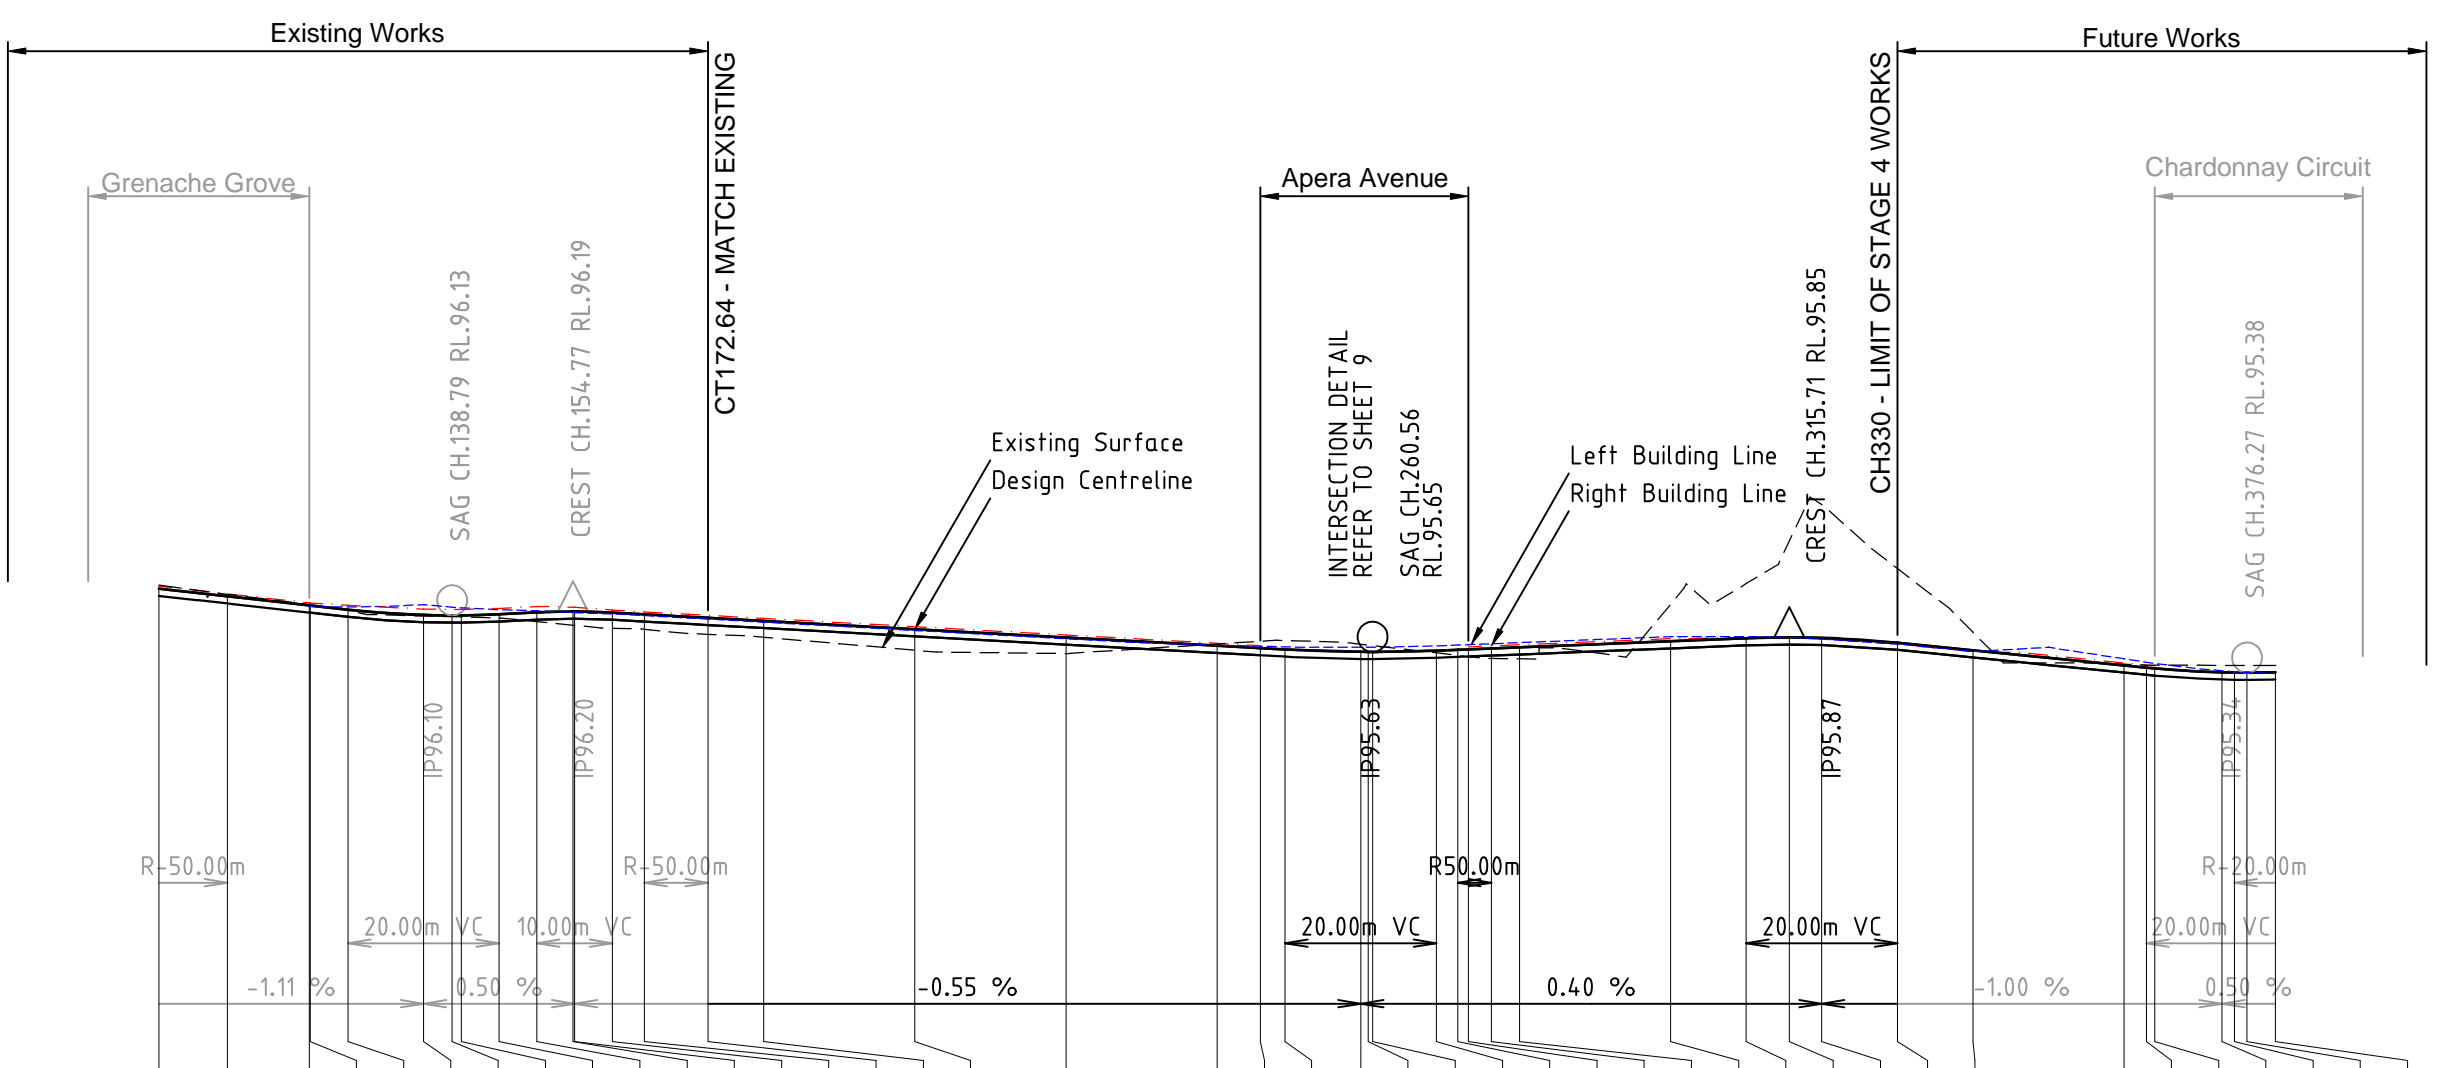 Existing Works
Future Works
Grenache Grove
Apera Avenue
Chardonnay Circuit
SAG CH.138.79 RL.96.13
CREST CH.154.77 RL.96.19
CT172.64 - MATCH EXISTING
INTERSECTION DETAIL
REFER TO SHEET 9
SAG CH.260.56
RL.95.65
CREST CH.315.71 RL.95.85
CH330 - LIMIT OF STAGE 4 WORKS
SAG CH.376.27 RL.95.38
Existing Surface
Design Centreline
Left Building Line
Right Building Line
IP96.10
IP96.20
IP95.63
IP95.87
IP95.34
R-50.00m
R-50.00m
R50.00m
R-20.00m
20.00m VC
10.00m VC
20.00m VC
20.00m VC
20.00m VC
-1.11 %
0.50 %
-0.55 %
0.40 %
-1.00 %
0.50 %